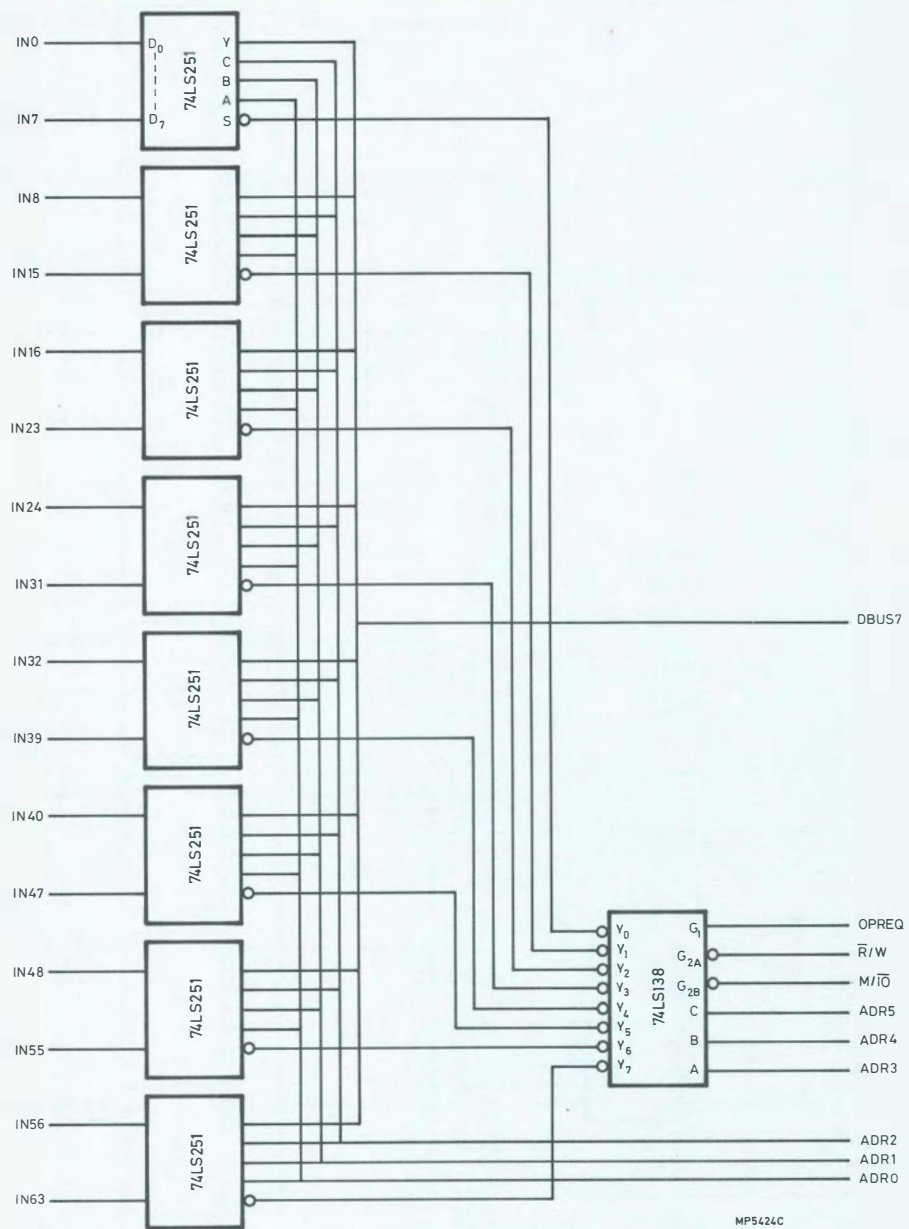 IN0
D0
Y
C
B
A
S
D7
IN7
74LS251
IN8
IN15
74LS251
IN16
IN23
74LS251
IN24
IN31
74LS251
DBUS7
IN32
IN39
74LS251
IN40
IN47
74LS251
IN48
IN55
74LS251
IN56
IN63
74LS251
Y0
Y1
Y2
Y3
Y4
Y5
Y6
Y7
74LS138
G1
G2A
G2B
C
B
A
OPREQ
R̅/W
M/I̅O̅
ADR5
ADR4
ADR3
ADR2
ADR1
ADR0
MP5424C